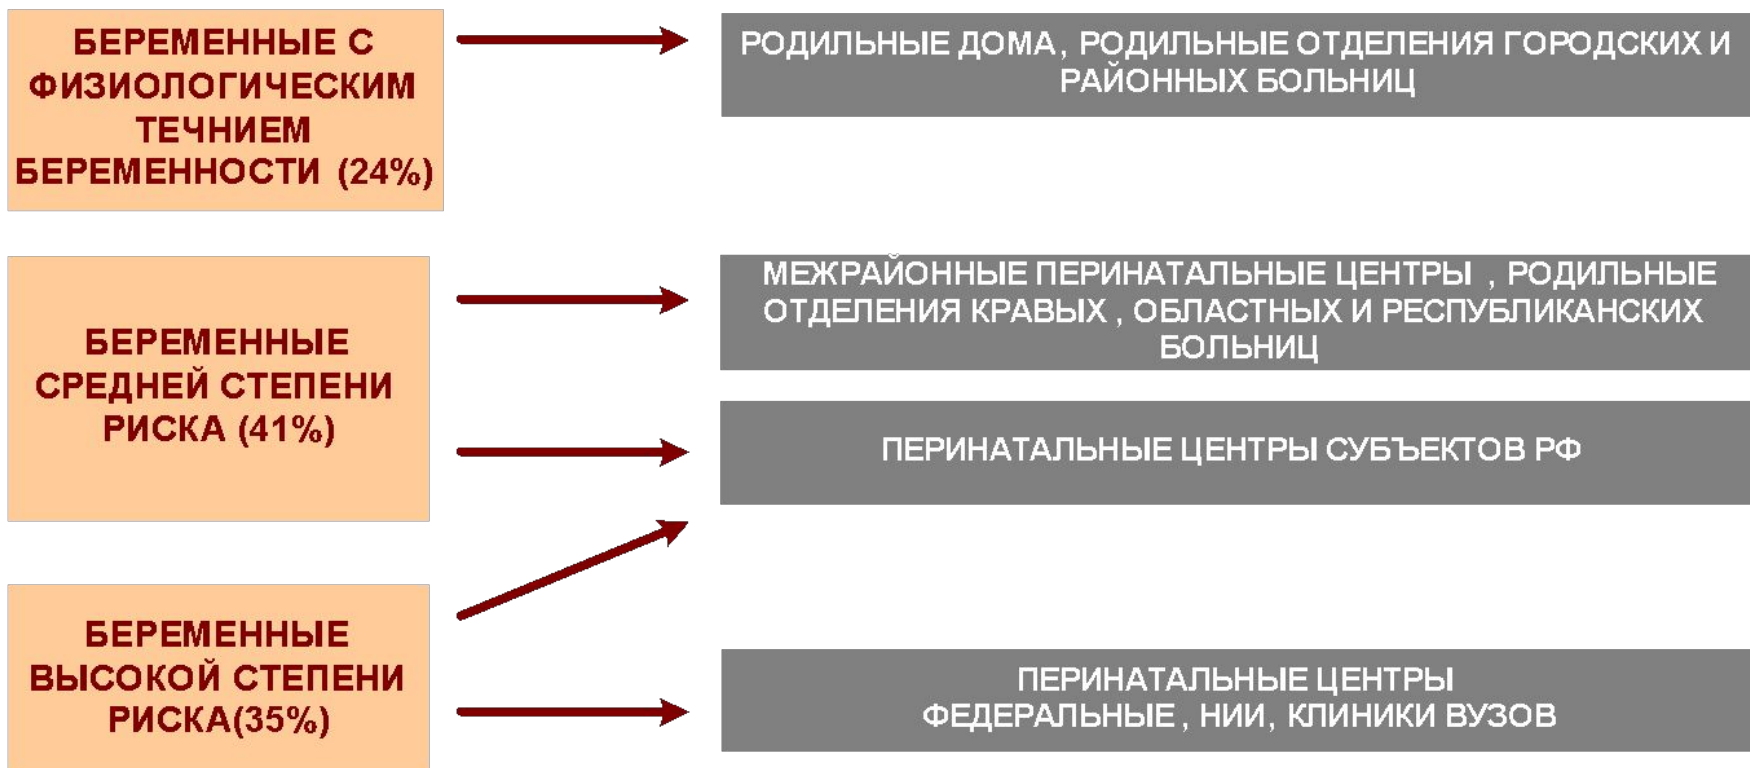 БЕРЕМЕННЫЕ С
ФИЗИОЛОГИЧЕСКИМ
ТЕЧНИЕМ
БЕРЕМЕННОСТИ (24%)
РОДИЛЬНЫЕ ДОМА, РОДИЛЬНЫЕ ОТДЕЛЕНИЯ ГОРОДСКИХ И
РАЙОННЫХ БОЛЬНИЦ
БЕРЕМЕННЫЕ
СРЕДНЕЙ СТЕПЕНИ
РИСКА (41%)
МЕЖРАЙОННЫЕ ПЕРИНАТАЛЬНЫЕ ЦЕНТРЫ , РОДИЛЬНЫЕ
ОТДЕЛЕНИЯ КРАВЫХ , ОБЛАСТНЫХ И РЕСПУБЛИКАНСКИХ
БОЛЬНИЦ
ПЕРИНАТАЛЬНЫЕ ЦЕНТРЫ СУБЪЕКТОВ РФ
БЕРЕМЕННЫЕ
ВЫСОКОЙ СТЕПЕНИ
РИСКА(35%)
ПЕРИНАТАЛЬНЫЕ ЦЕНТРЫ
ФЕДЕРАЛЬНЫЕ , НИИ, КЛИНИКИ ВУЗОВ